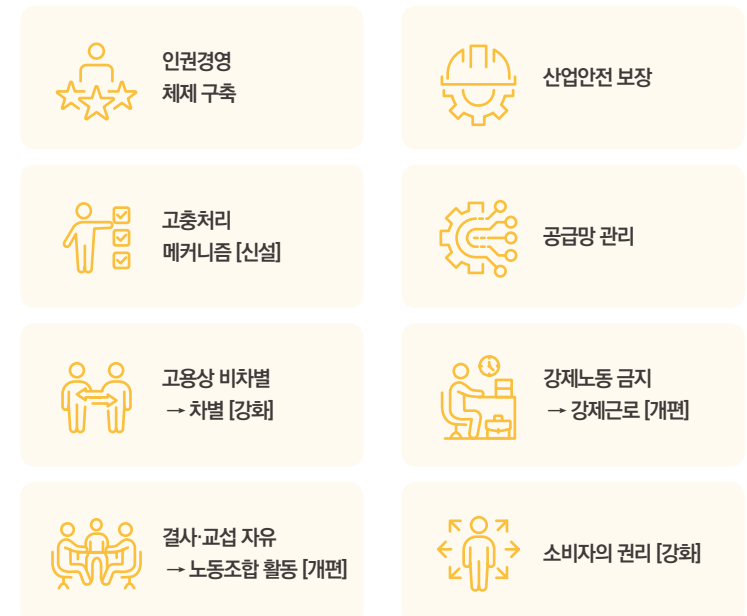 인권경영
체제 구축
산업안전 보장
고충처리
메커니즘 [신설]
공급망 관리
고용상 비차별
→ 차별 [강화]
강제노동 금지
→ 강제근로 [개편]
결사·교섭 자유
→ 노동조합 활동 [개편]
소비자의 권리 [강화]